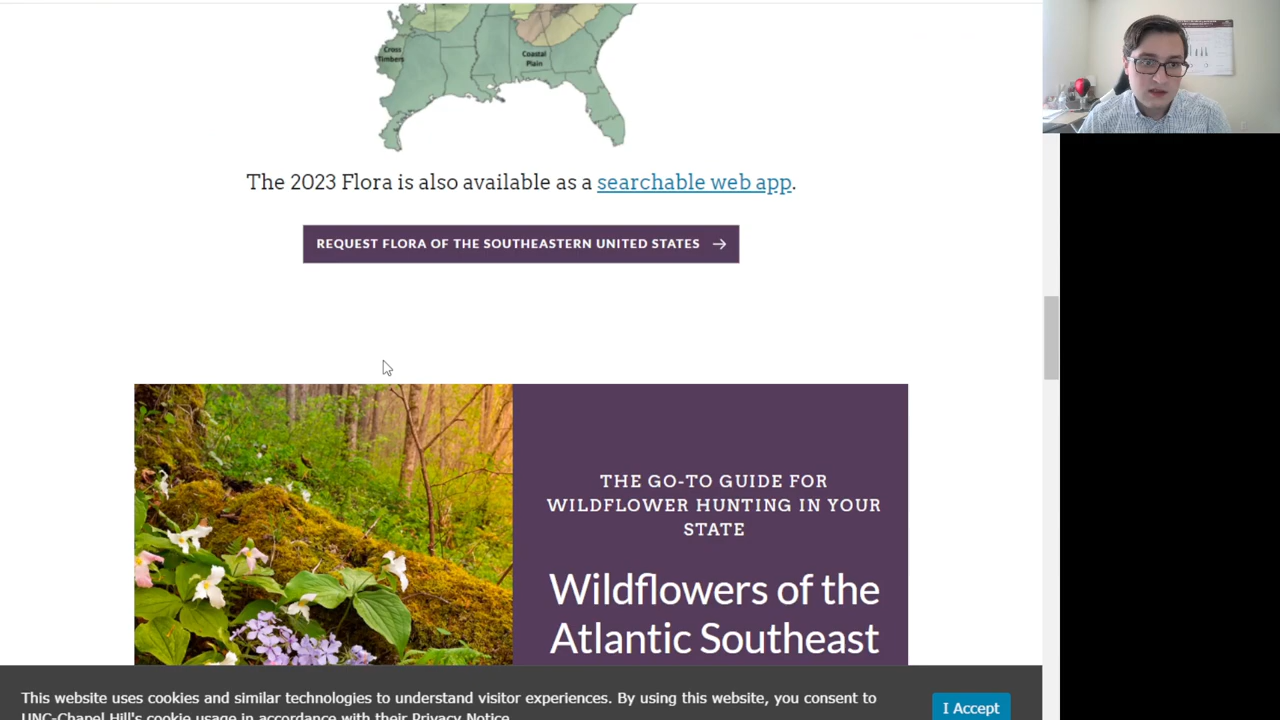 Cross
Timbers
Coastal
Plain
The 2023 Flora is also available as a searchable web app.
REQUEST FLORA OF THE SOUTHEASTERN UNITED STATES →
THE GO-TO GUIDE FOR
WILDFLOWER HUNTING IN YOUR
STATE
Wildflowers of the
Atlantic Southeast
This website uses cookies and similar technologies to understand visitor experiences. By using this website, you consent to
UNC-Chapel Hill's cookie usage in accordance with their Privacy Notice.
I Accept